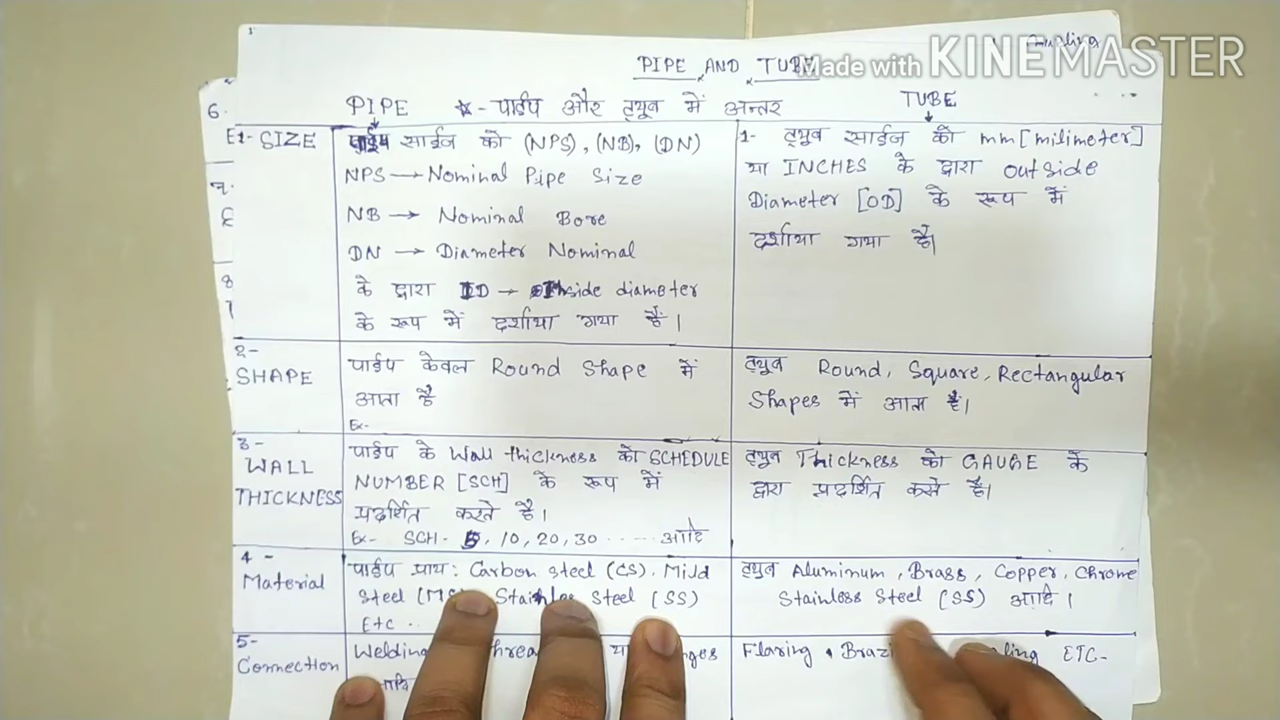 Made with KINEMASTER
PIPE AND TUBE
6.
PIPE
पाईप और ट्यूब में अन्तर
TUBE
1- SIZE
पाईप साईज को (NPS), (NB), (DN)
NPS → Nominal Pipe Size
NB → Nominal Bore
DN → Diameter Nominal
के द्वारा ID → Inside diameter
के रूप में दर्शाया गया है।
1- ट्यूब साईज को mm [milimeter]
या INCHES के द्वारा outside
Diameter [OD] के रूप में
दर्शाया गया है।
2-
SHAPE
पाईप केवल Round Shape में
आता है
Ex-
ट्यूब Round, Square, Rectangular
Shapes में आता है।
3-
WALL
THICKNESS
पाईप के Wall thickness को SCHEDULE
NUMBER [SCH] के रूप में
प्रदर्शित करते है।
Ex- SCH- 5, 10, 20, 30 ...... आदि
ट्यूब Thickness को GAUGE के
द्वारा प्रदर्शित करते है।
4-
Material
पाईप प्राय: Carbon steel (CS), Mild
Steel (MS) Stainless Steel (SS)
Etc ..
ट्यूब Aluminum, Brass, Copper, Chrome
Stainless Steel (SS) आदि।
5-
Connection
Welding या
आदि
Flaring, ETC-